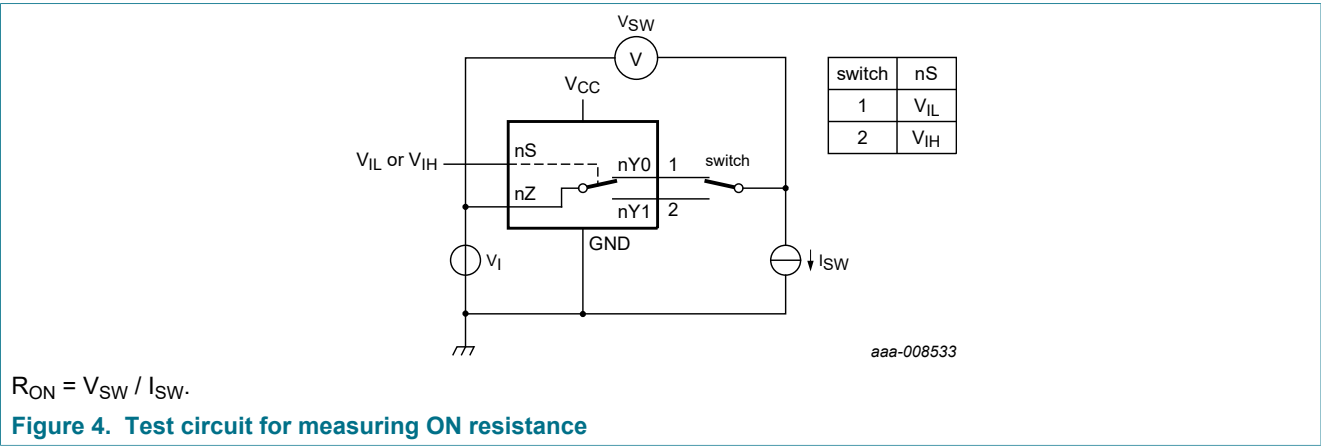 VSW
V
VCC
switch nS
1 VIL
2 VIH
VIL or VIH
nS
nY0 1 switch
nZ
nY1 2
GND
VI
ISW
aaa-008533
RON = VSW / ISW.
Figure 4. Test circuit for measuring ON resistance